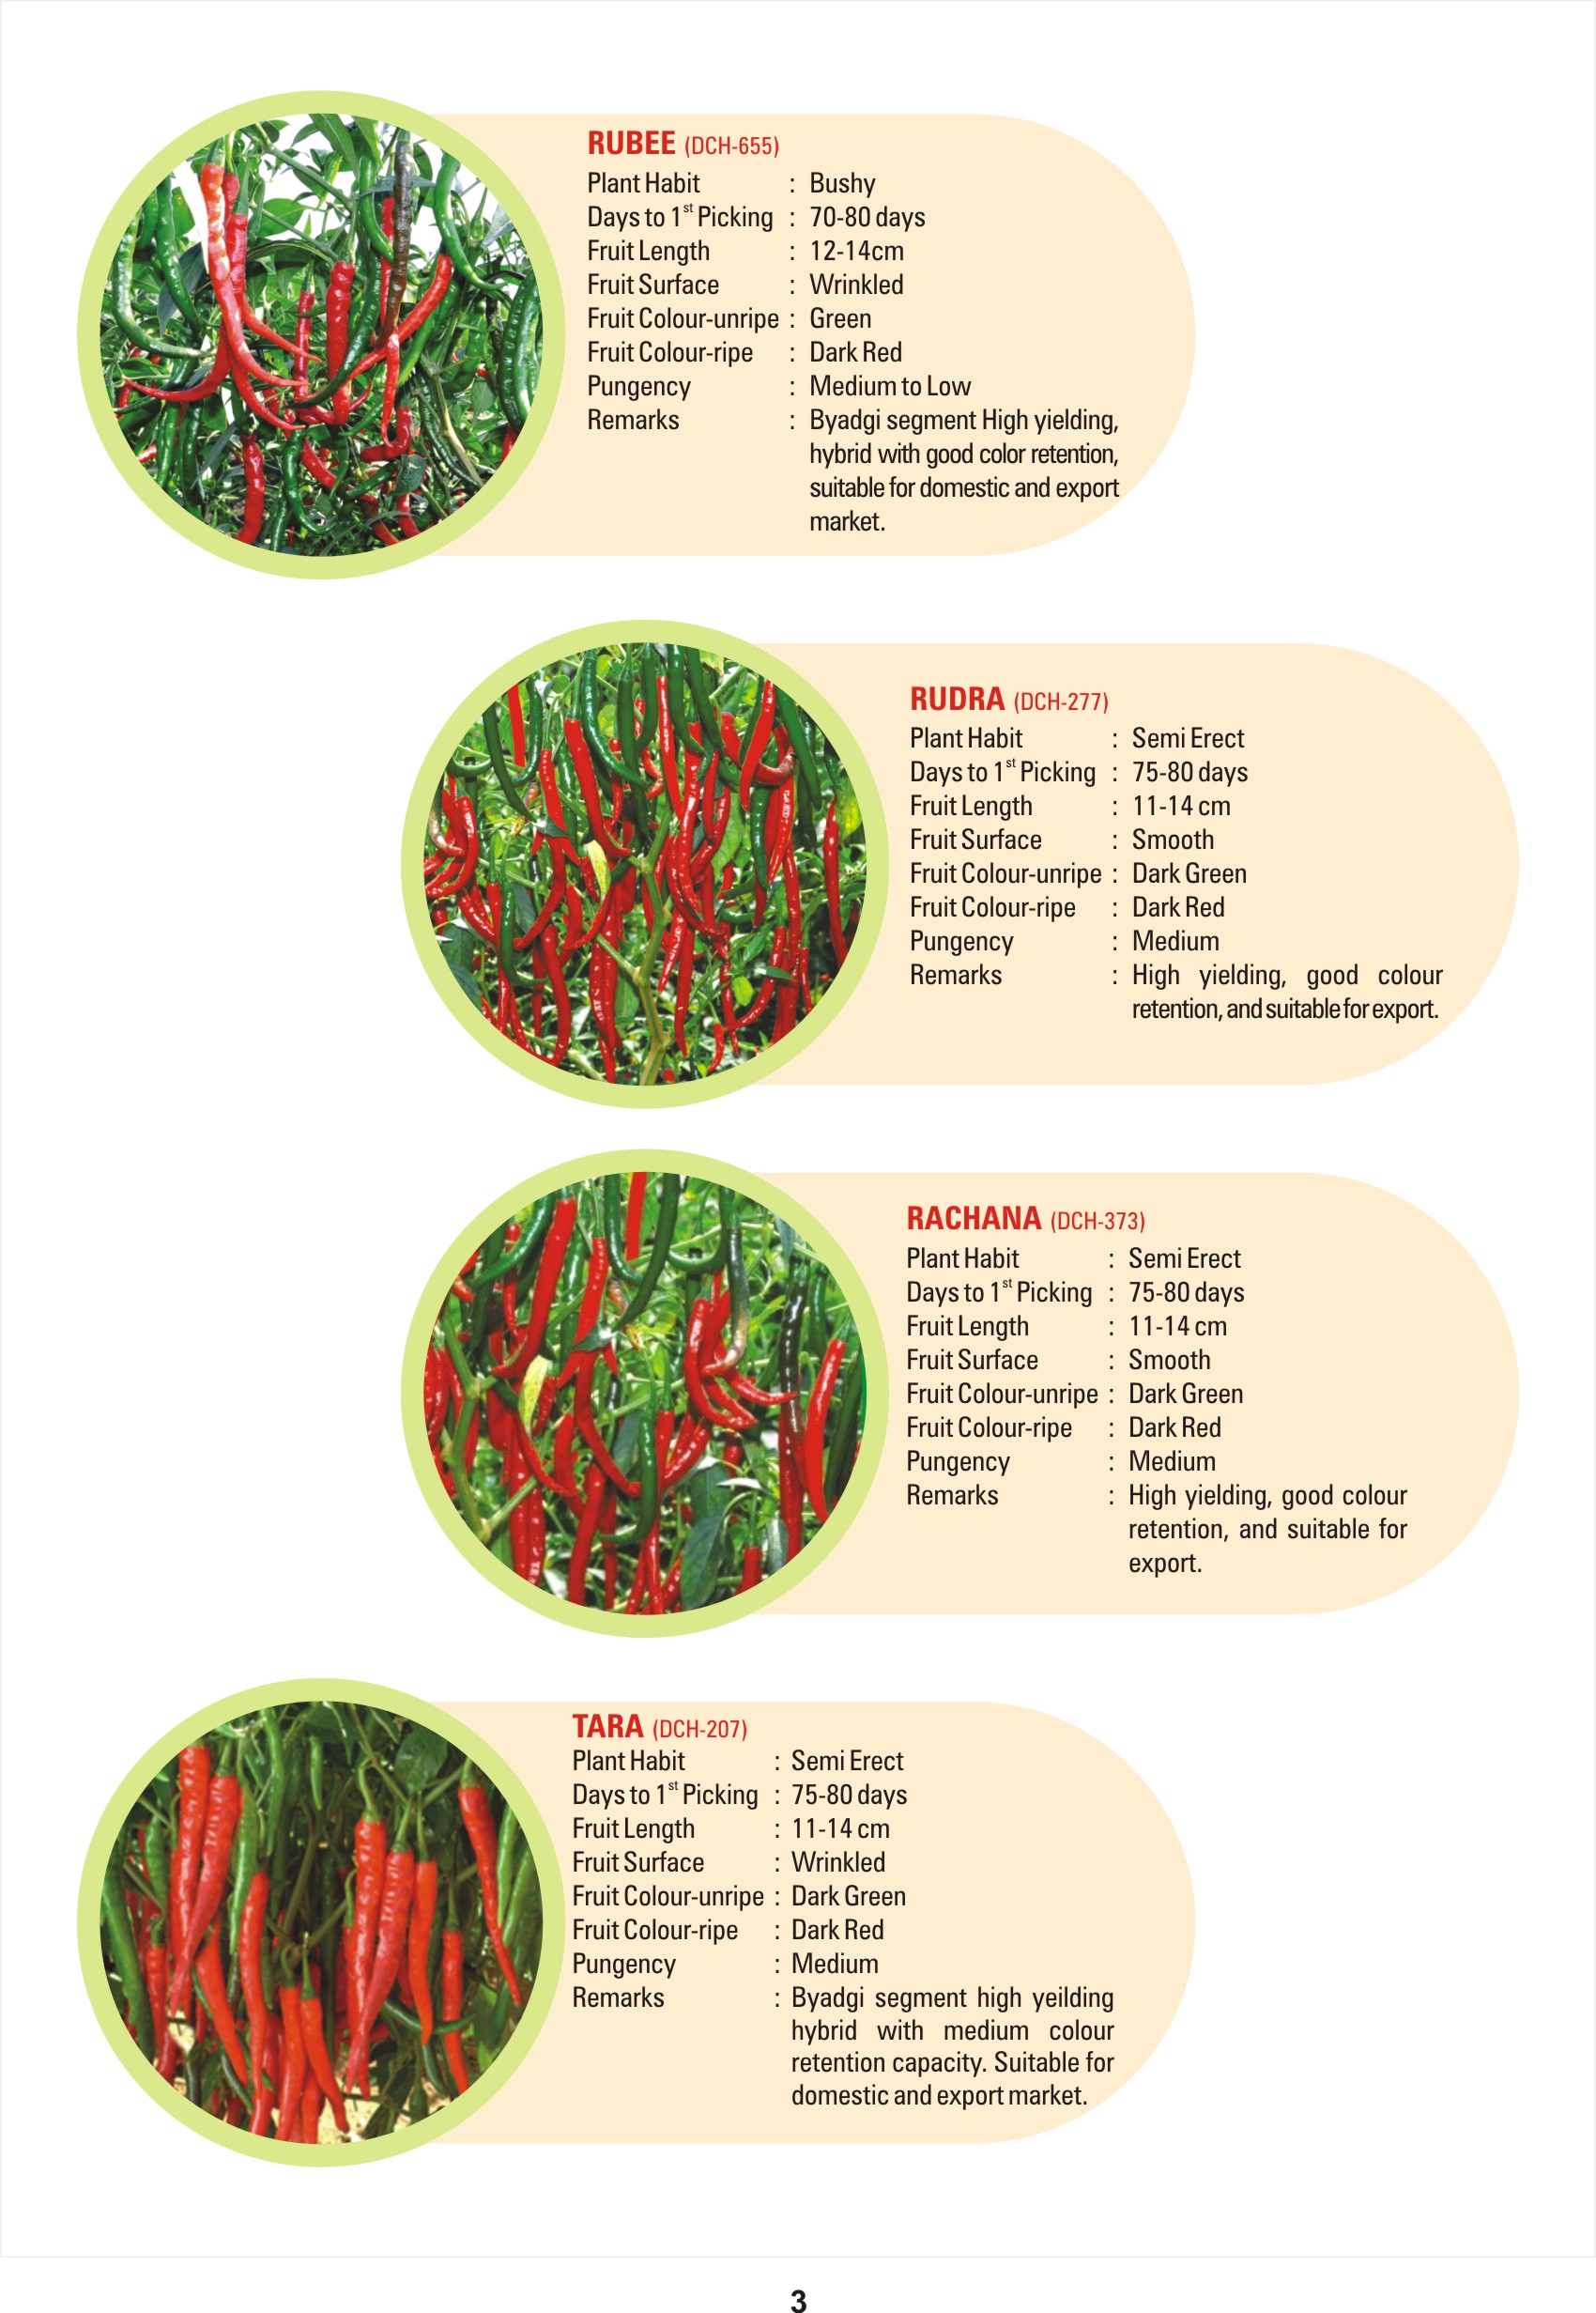 RUBEE (DCH-655)
Plant Habit : Bushy
Days to 1st Picking : 70-80 days
Fruit Length : 12-14cm
Fruit Surface : Wrinkled
Fruit Colour-unripe : Green
Fruit Colour-ripe : Dark Red
Pungency : Medium to Low
Remarks : Byadgi segment High yielding,
hybrid with good color retention,
suitable for domestic and export
market.
RUDRA (DCH-277)
Plant Habit : Semi Erect
Days to 1st Picking : 75-80 days
Fruit Length : 11-14 cm
Fruit Surface : Smooth
Fruit Colour-unripe : Dark Green
Fruit Colour-ripe : Dark Red
Pungency : Medium
Remarks : High yielding, good colour
retention, and suitable for export.
RACHANA (DCH-373)
Plant Habit : Semi Erect
Days to 1st Picking : 75-80 days
Fruit Length : 11-14 cm
Fruit Surface : Smooth
Fruit Colour-unripe : Dark Green
Fruit Colour-ripe : Dark Red
Pungency : Medium
Remarks : High yielding, good colour
retention, and suitable for
export.
TARA (DCH-207)
Plant Habit : Semi Erect
Days to 1st Picking : 75-80 days
Fruit Length : 11-14 cm
Fruit Surface : Wrinkled
Fruit Colour-unripe : Dark Green
Fruit Colour-ripe : Dark Red
Pungency : Medium
Remarks : Byadgi segment high yeilding
hybrid with medium colour
retention capacity. Suitable for
domestic and export market.
3